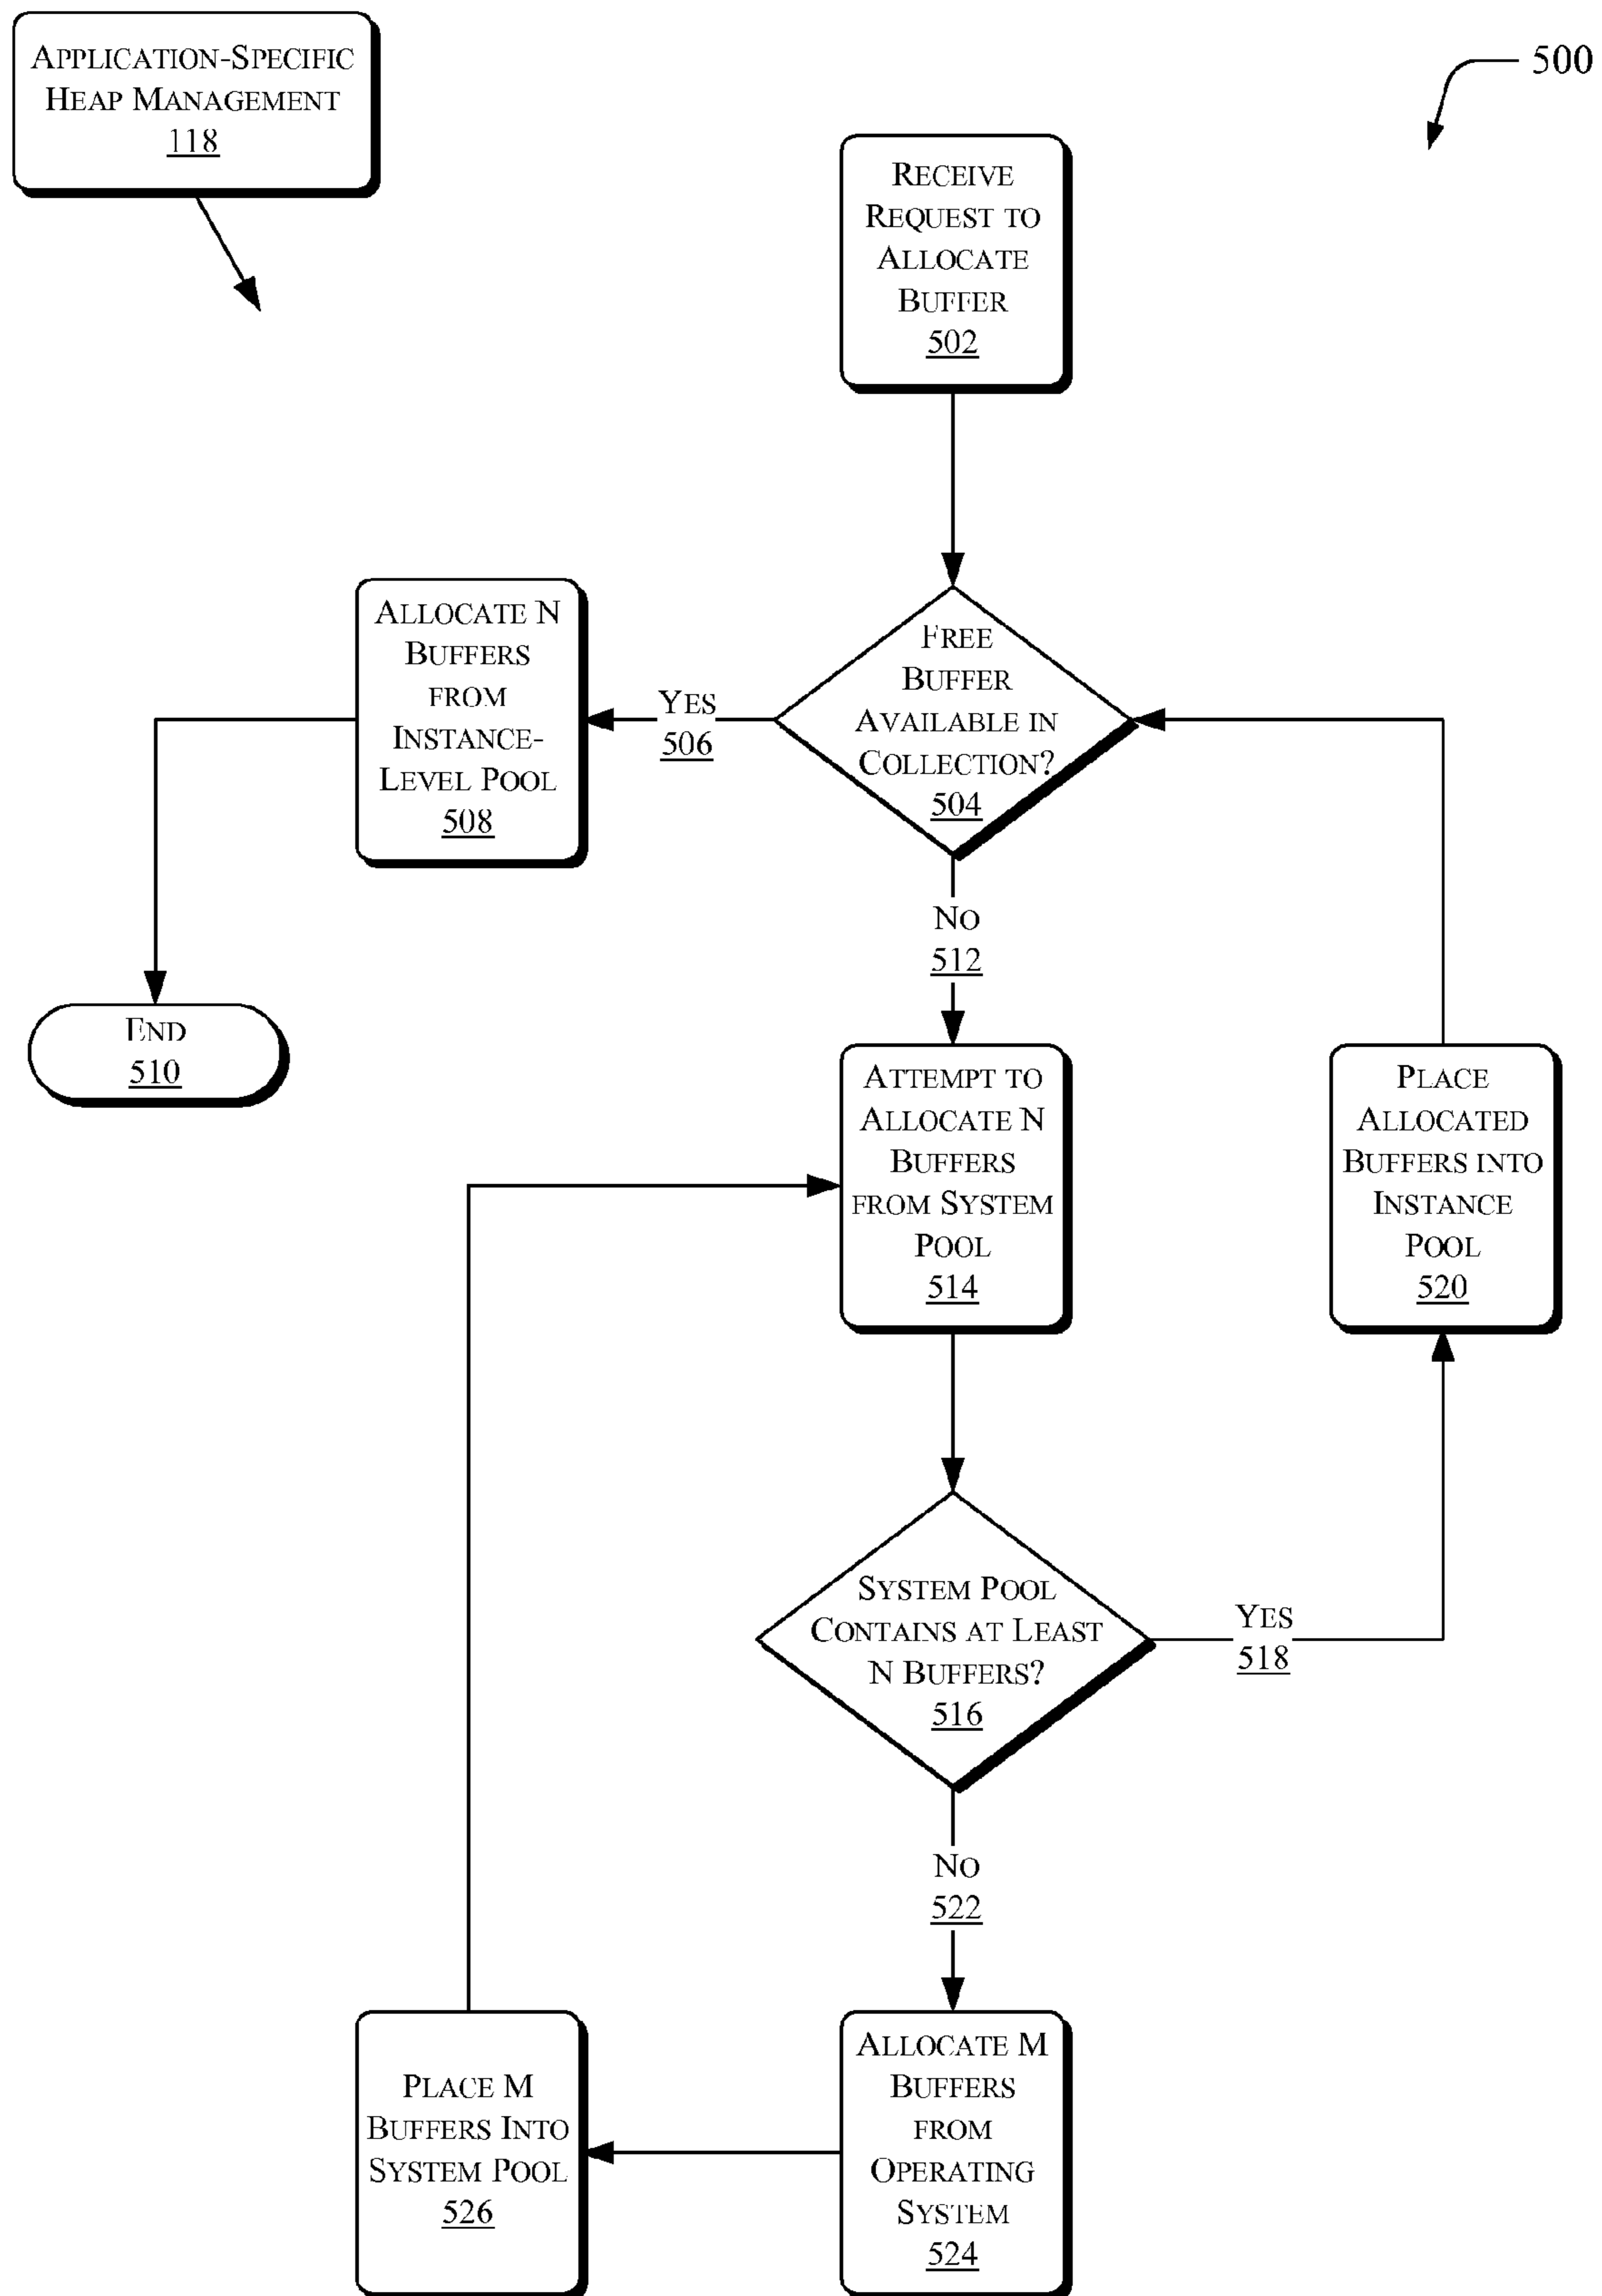 APPLICATION-SPECIFIC
HEAP MANAGEMENT
118
500
RECEIVE
REQUEST TO
ALLOCATE
BUFFER
502
FREE
BUFFER
AVAILABLE IN
COLLECTION?
504
YES
506
ALLOCATE N
BUFFERS
FROM
INSTANCE-
LEVEL POOL
508
END
510
NO
512
ATTEMPT TO
ALLOCATE N
BUFFERS
FROM SYSTEM
POOL
514
PLACE
ALLOCATED
BUFFERS INTO
INSTANCE
POOL
520
SYSTEM POOL
CONTAINS AT LEAST
N BUFFERS?
516
YES
518
NO
522
ALLOCATE M
BUFFERS
FROM
OPERATING
SYSTEM
524
PLACE M
BUFFERS INTO
SYSTEM POOL
526